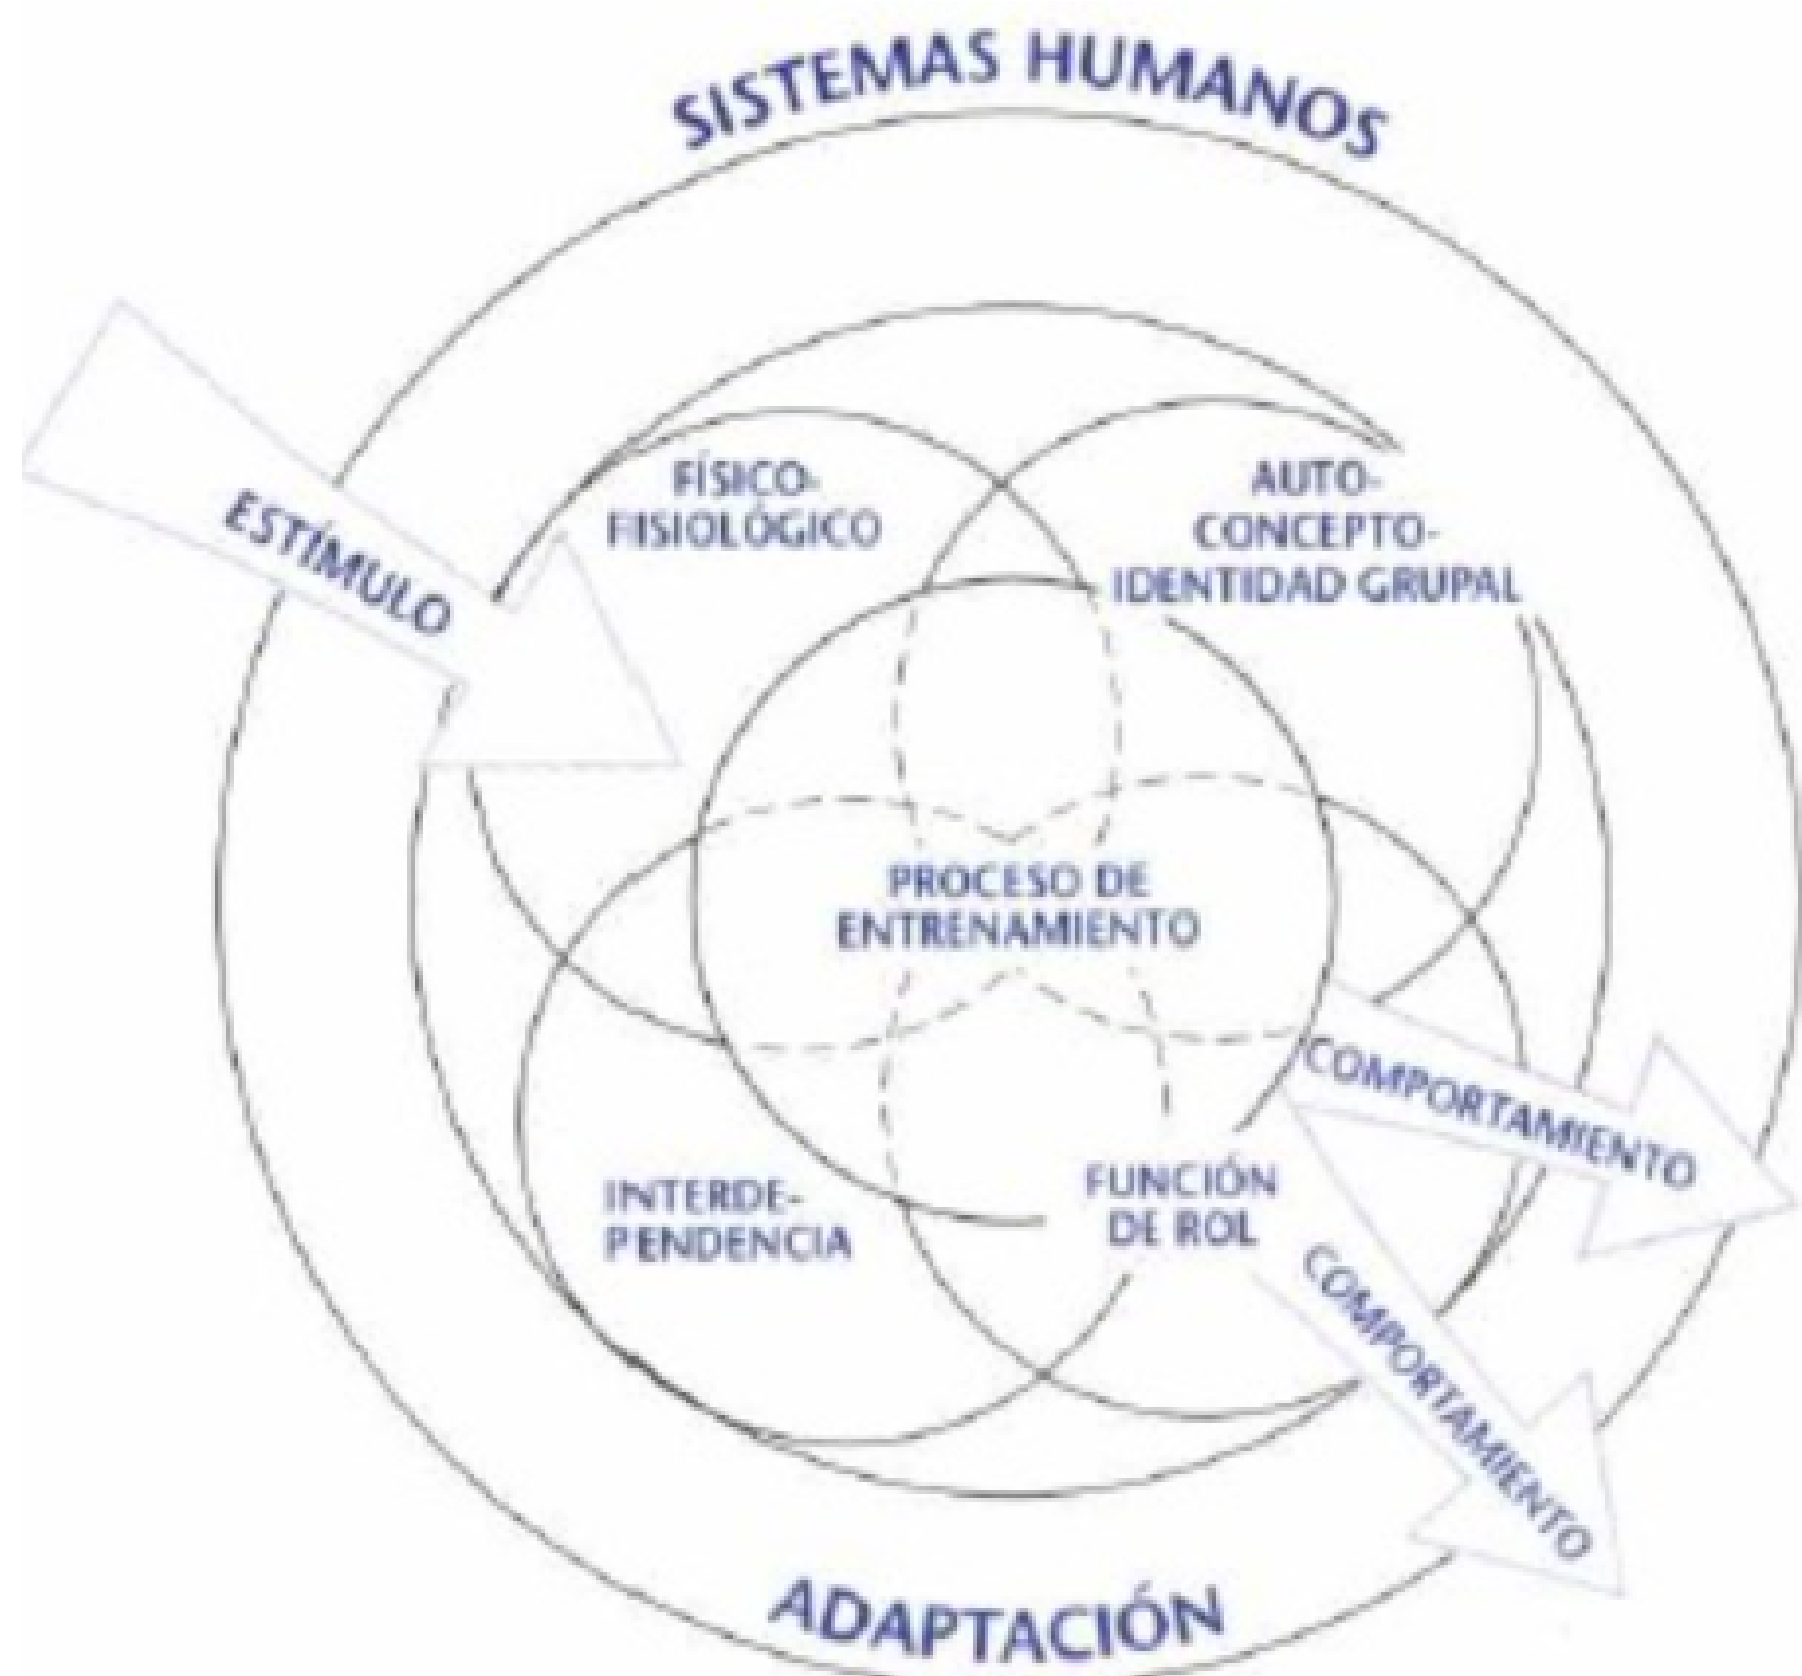 SISTEMAS HUMANOS
FÍSICO-
FISIOLÓGICO
AUTO-
CONCEPTO-
IDENTIDAD GRUPAL
ESTÍMULO
PROCESO DE
ENTRENAMIENTO
COMPORTAMIENTO
INTERDE-
PENDENCIA
FUNCIÓN
DE ROL
COMPORTAMIENTO
ADAPTACIÓN